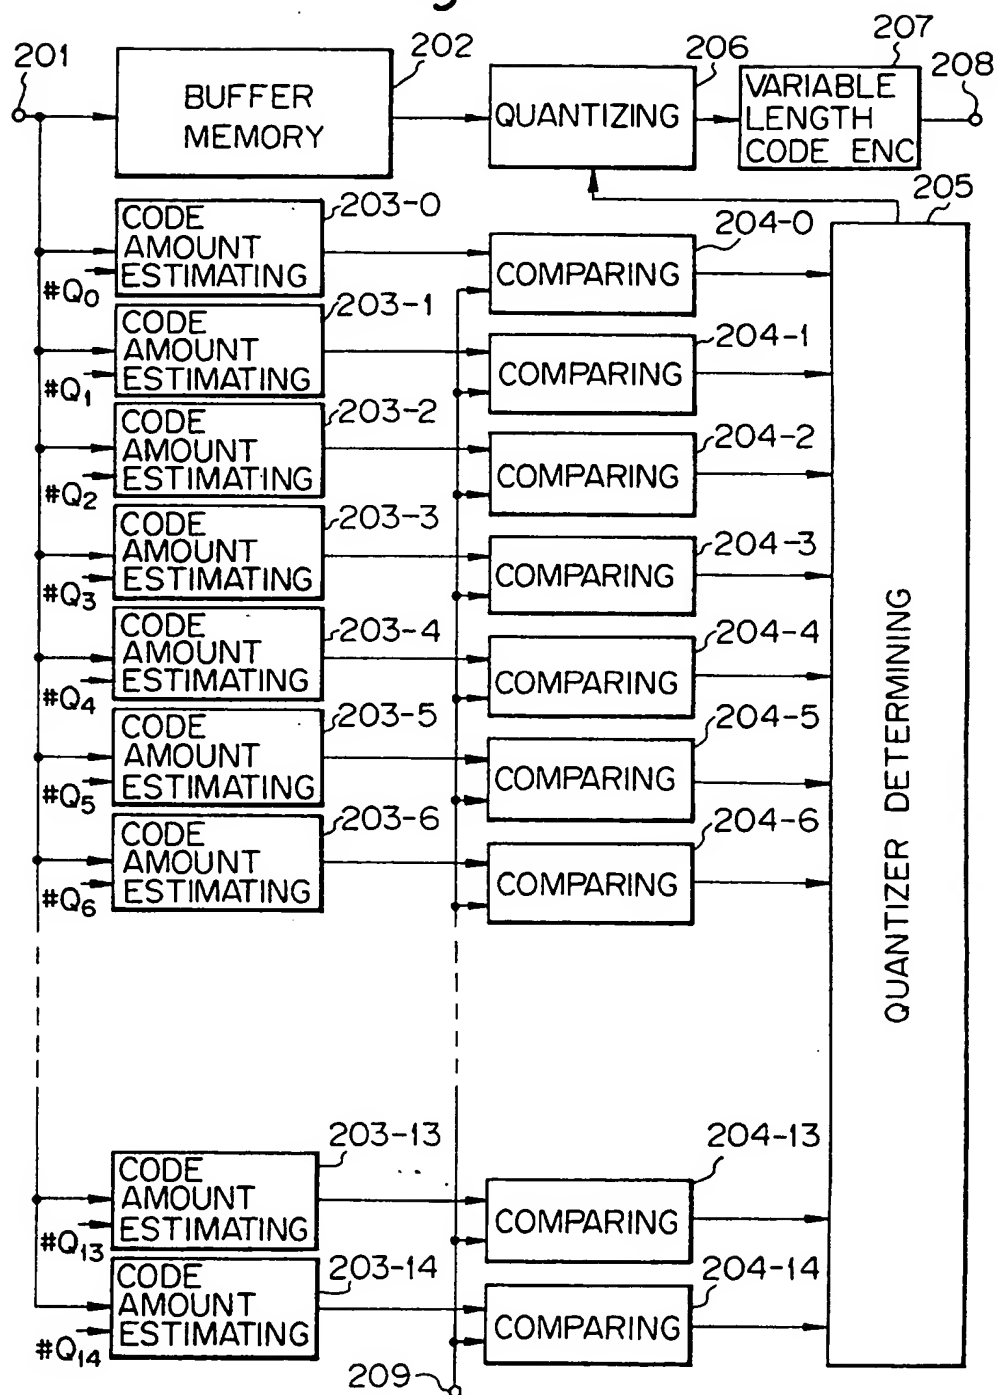 201
BUFFER
MEMORY
202
QUANTIZING
206
VARIABLE
LENGTH
CODE ENC
207
208
205
QUANTIZER DETERMINING
CODE
AMOUNT
ESTIMATING
203-0
#Q0
COMPARING
204-0
CODE
AMOUNT
ESTIMATING
203-1
#Q1
COMPARING
204-1
CODE
AMOUNT
ESTIMATING
203-2
#Q2
COMPARING
204-2
CODE
AMOUNT
ESTIMATING
203-3
#Q3
COMPARING
204-3
CODE
AMOUNT
ESTIMATING
203-4
#Q4
COMPARING
204-4
CODE
AMOUNT
ESTIMATING
203-5
#Q5
COMPARING
204-5
CODE
AMOUNT
ESTIMATING
203-6
#Q6
COMPARING
204-6
CODE
AMOUNT
ESTIMATING
203-13
#Q13
COMPARING
204-13
CODE
AMOUNT
ESTIMATING
203-14
#Q14
COMPARING
204-14
209